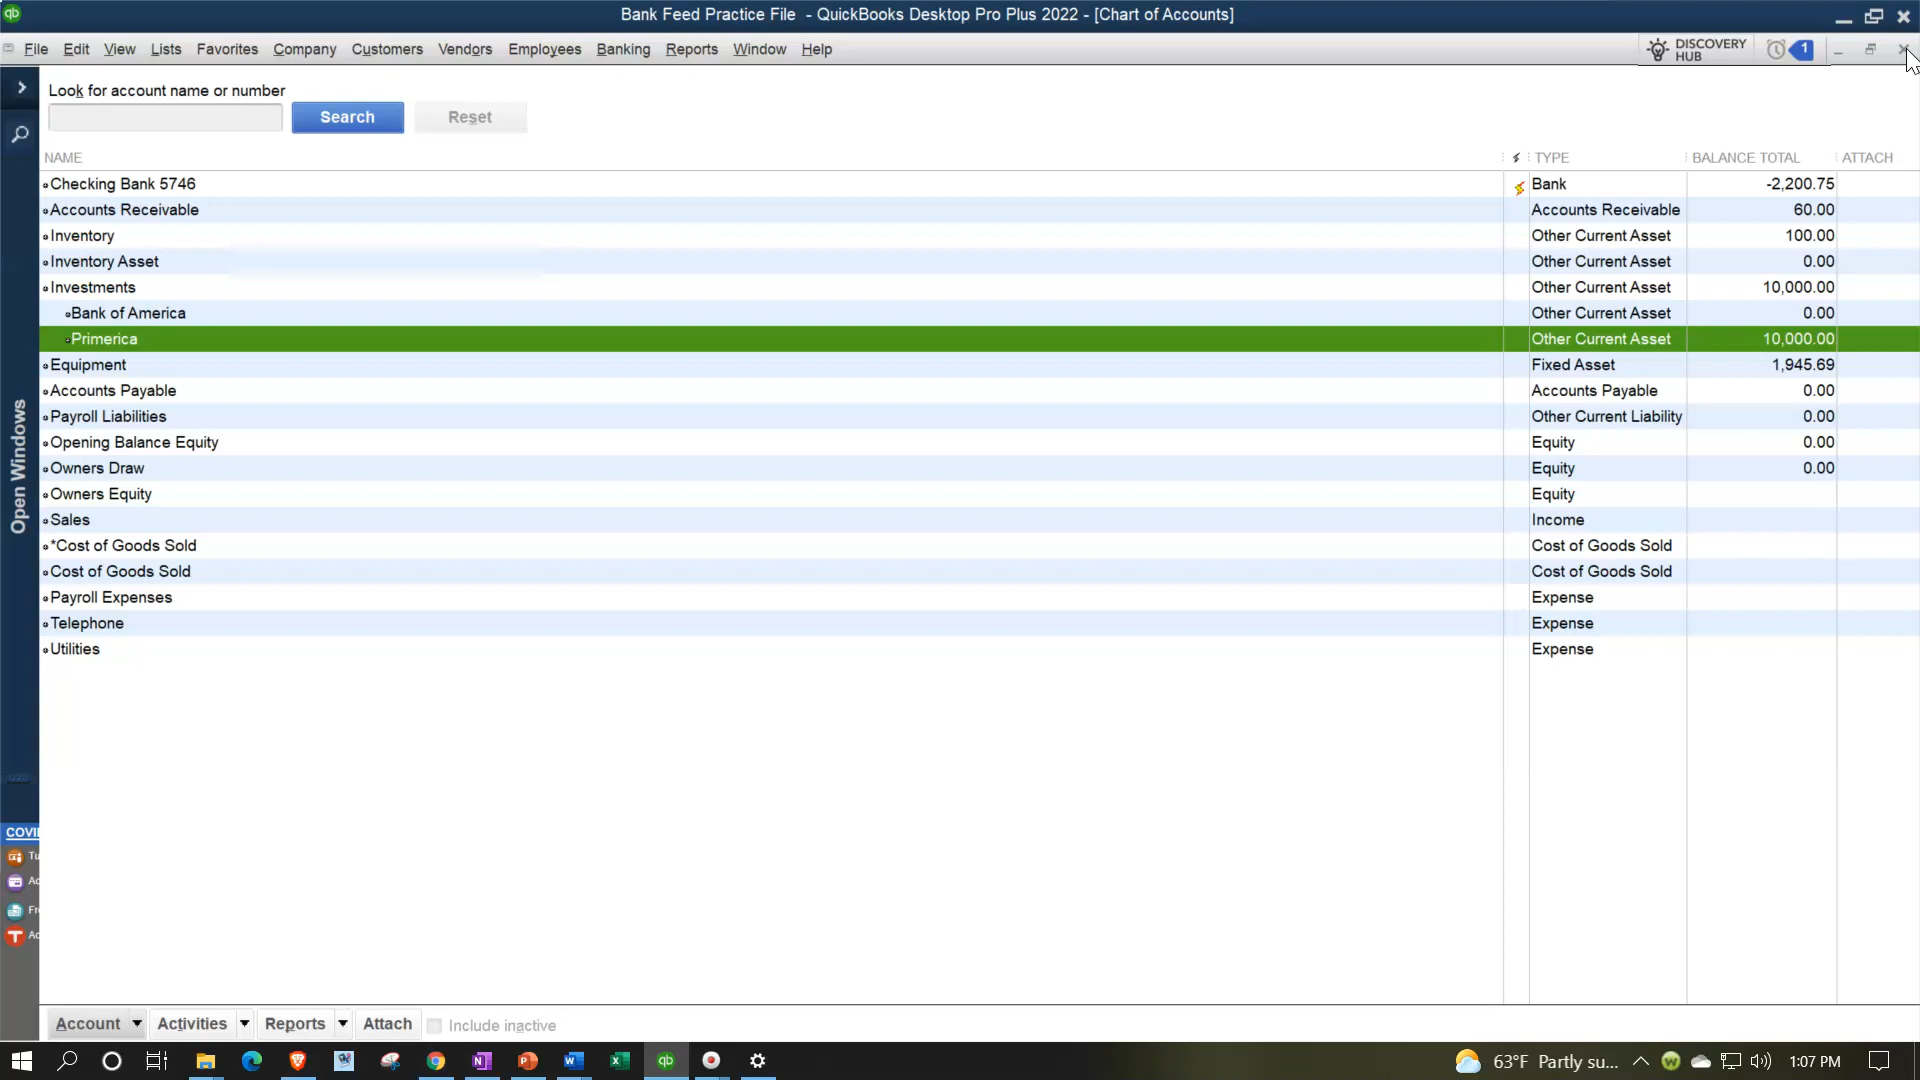 qb Bank Feed Practice File - QuickBooks Desktop Pro Plus 2022 - [Chart of Accounts]
File Edit View Lists Favorites Company Customers Vendors Employees Banking Reports Window Help DISCOVERY HUB 1
Look for account name or number
Search Reset
NAME TYPE BALANCE TOTAL ATTACH
Checking Bank 5746 Bank -2,200.75
Accounts Receivable Accounts Receivable 60.00
Inventory Other Current Asset 100.00
Inventory Asset Other Current Asset 0.00
Investments Other Current Asset 10,000.00
Bank of America Other Current Asset 0.00
Primerica Other Current Asset 10,000.00
Equipment Fixed Asset 1,945.69
Accounts Payable Accounts Payable 0.00
Payroll Liabilities Other Current Liability 0.00
Opening Balance Equity Equity 0.00
Owners Draw Equity 0.00
Owners Equity Equity
Sales Income
*Cost of Goods Sold Cost of Goods Sold
Cost of Goods Sold Cost of Goods Sold
Payroll Expenses Expense
Telephone Expense
Utilities Expense
Open Windows
COVI
Tu
Ac
Fr
Ac
Account Activities Reports Attach Include inactive
63°F Partly su... 1:07 PM